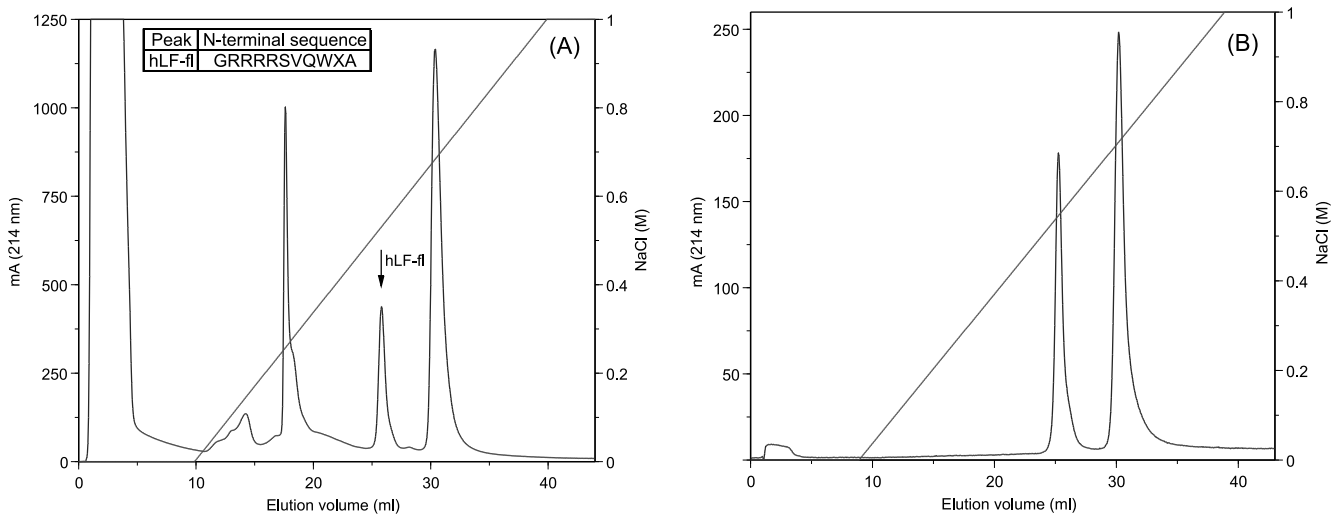 (A)
Peak N-terminal sequence
hLF-fl GRRRRSVQWXA
hLF-fl
mA (214 nm)
1250
1000
750
500
250
0
NaCl (M)
1
0.8
0.6
0.4
0.2
0
0 10 20 30 40
Elution volume (ml)
(B)
mA (214 nm)
250
200
150
100
50
0
NaCl (M)
1
0.8
0.6
0.4
0.2
0
0 10 20 30 40
Elution volume (ml)